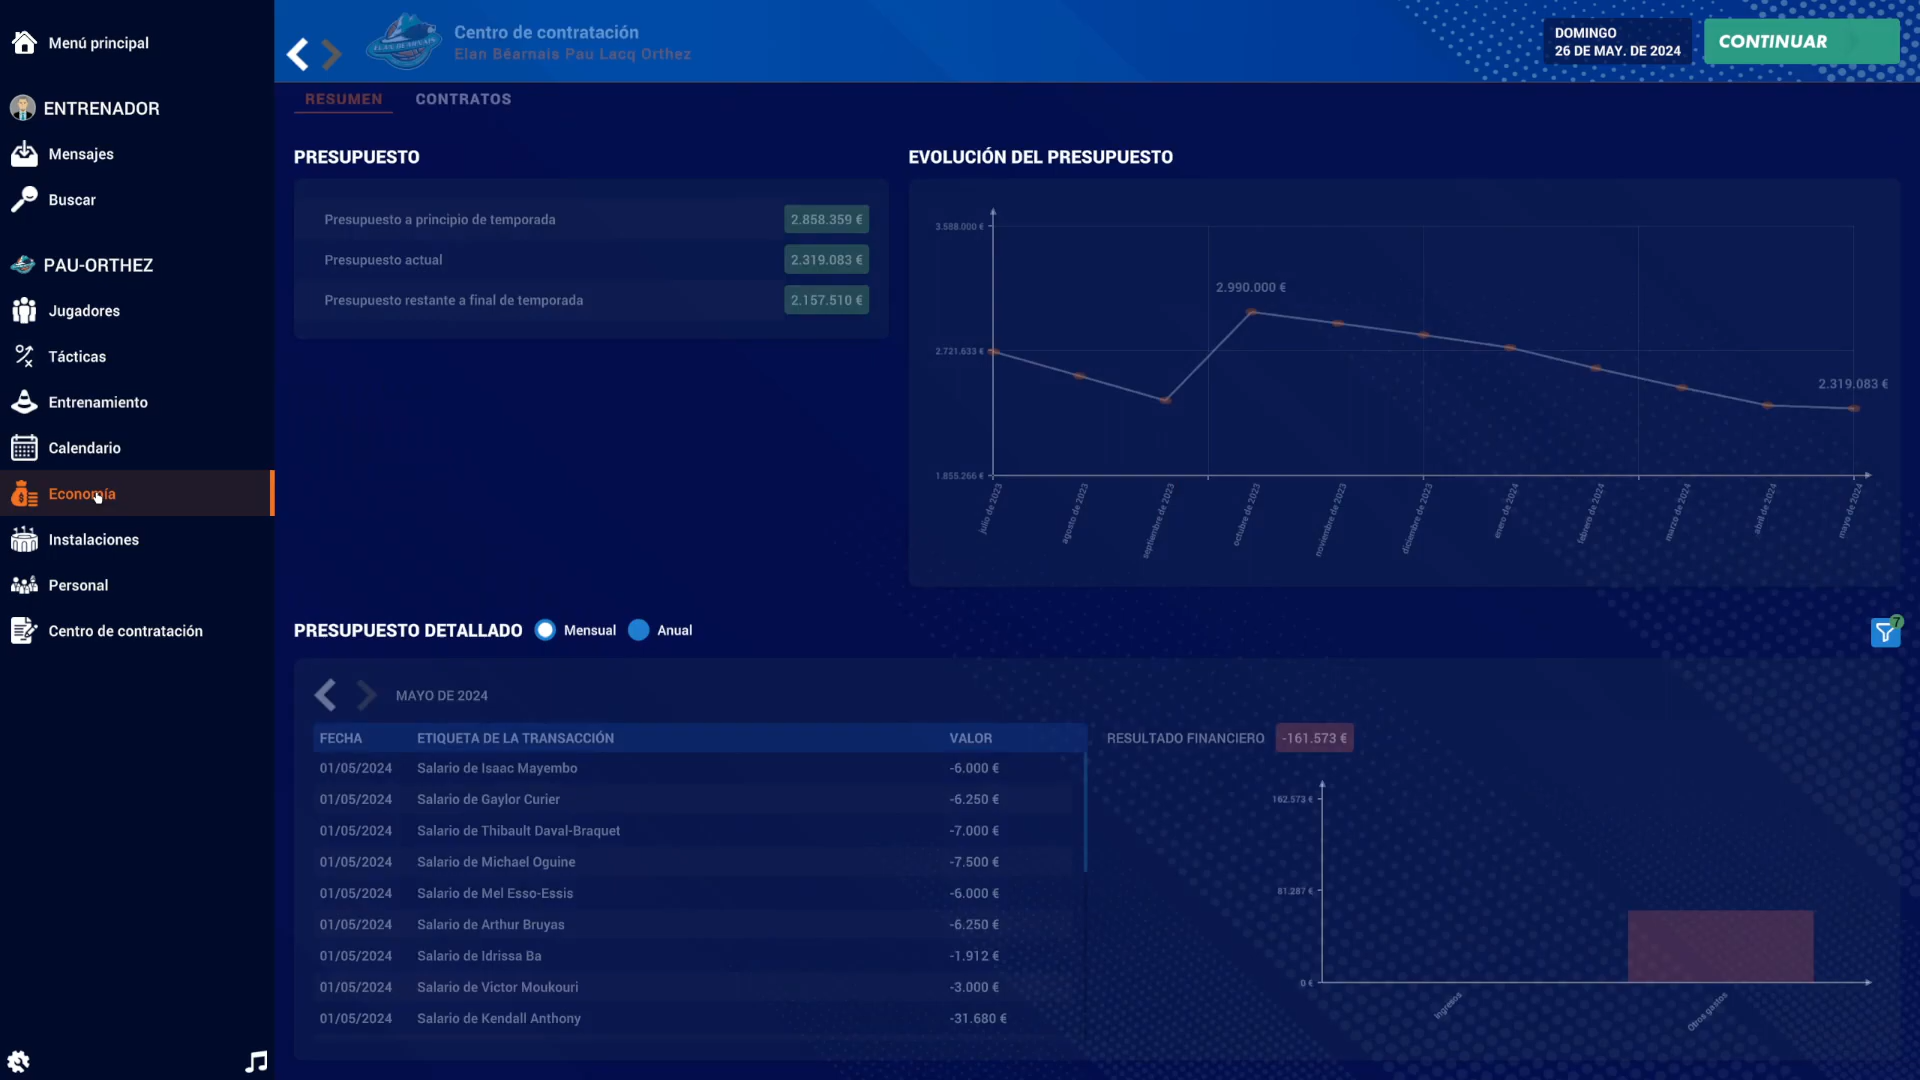 Menú principal
ENTRENADOR
Mensajes
Buscar
PAU-ORTHEZ
Jugadores
Tácticas
Entrenamiento
Calendario
Economía
Instalaciones
Personal
Centro de contratación
Centro de contratación
Elan Béarnais Pau Lacq Orthez
DOMINGO
26 DE MAY. DE 2024
CONTINUAR
RESUMEN CONTRATOS
PRESUPUESTO
Presupuesto a principio de temporada 2.858.359 €
Presupuesto actual 2.319.083 €
Presupuesto restante a final de temporada 2.157.510 €
EVOLUCIÓN DEL PRESUPUESTO
3.588.000 €
2.990.000 €
2.721.633 €
2.319.083 €
1.855.266 €
julio de 2023
agosto de 2023
septiembre de 2023
octubre de 2023
noviembre de 2023
diciembre de 2023
enero de 2024
febrero de 2024
marzo de 2024
abril de 2024
mayo de 2024
PRESUPUESTO DETALLADO Mensual Anual
7
MAYO DE 2024
FECHA ETIQUETA DE LA TRANSACCIÓN VALOR
01/05/2024 Salario de Isaac Mayembo -6.000 €
01/05/2024 Salario de Gaylor Curier -6.250 €
01/05/2024 Salario de Thibault Daval-Braquet -7.000 €
01/05/2024 Salario de Michael Oguine -7.500 €
01/05/2024 Salario de Mel Esso-Essis -6.000 €
01/05/2024 Salario de Arthur Bruyas -6.250 €
01/05/2024 Salario de Idrissa Ba -1.912 €
01/05/2024 Salario de Victor Moukouri -3.000 €
01/05/2024 Salario de Kendall Anthony -31.680 €
RESULTADO FINANCIERO -161.573 €
162.573 €
81.287 €
0 €
Ingresos
Otros gastos